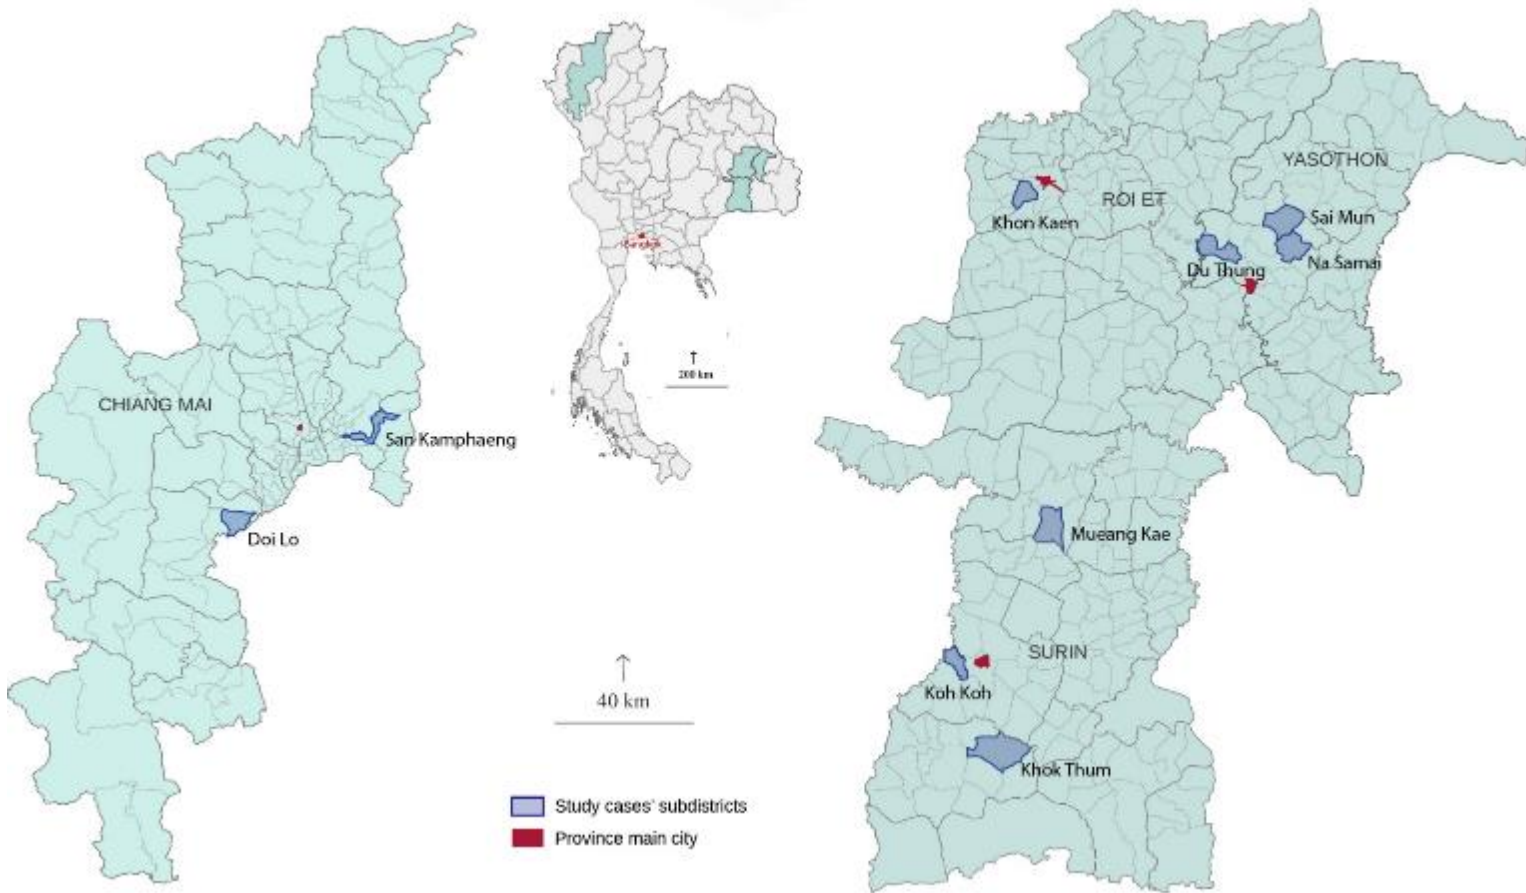 CHIANG MAI
San Kamphaeng
Doi Lo
Bangkok
200 km
40 km
Study cases' subdistricts
Province main city
YASOTHON
ROI ET
Khon Kaen
Sai Mun
Du Thung
Na Samai
Mueang Kae
SURIN
Koh Koh
Khok Thum